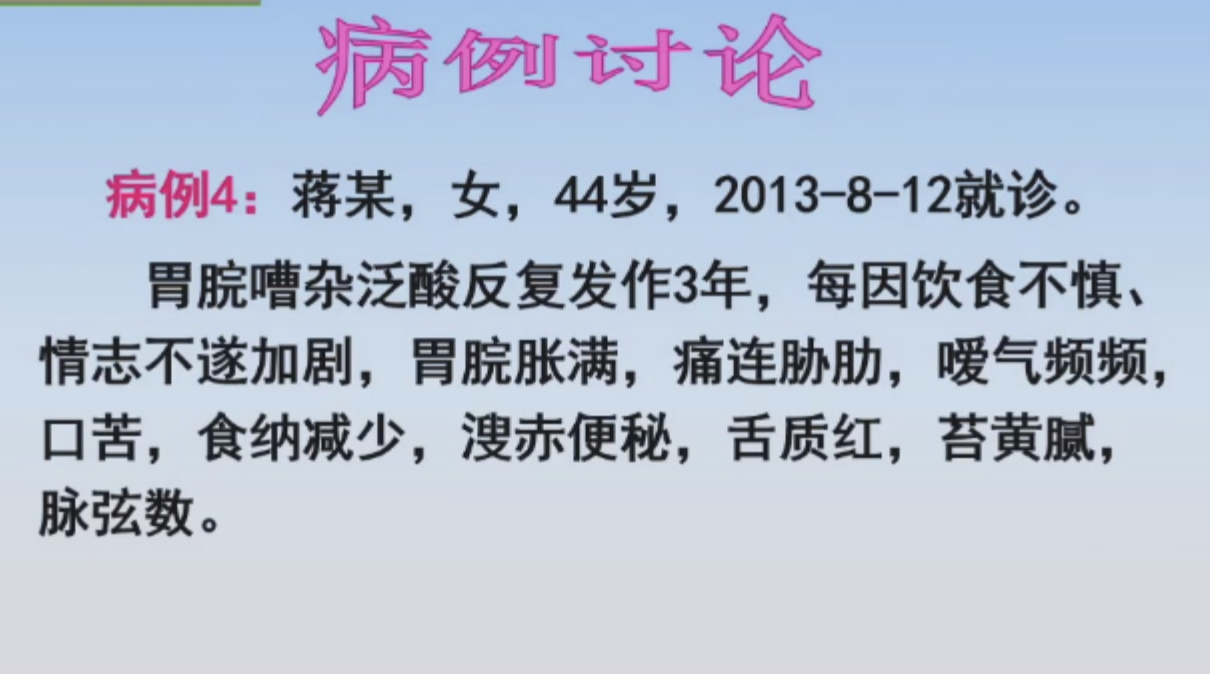 病例讨论
病例4：蒋某，女，44岁，2013-8-12就诊。
胃脘嘈杂泛酸反复发作3年，每因饮食不慎、
情志不遂加剧，胃脘胀满，痛连胁肋，嗳气频频，
口苦，食纳减少，溲赤便秘，舌质红，苔黄腻，
脉弦数。